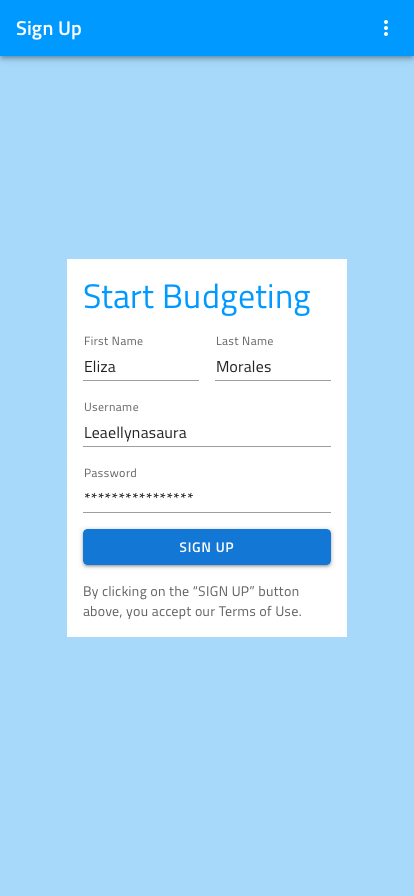 Sign Up
Start Budgeting
First Name
Last Name
Eliza
Morales
Username
Leaellynasaura
Password
****************
SIGN UP
By clicking on the “SIGN UP” button
above, you accept our Terms of Use.